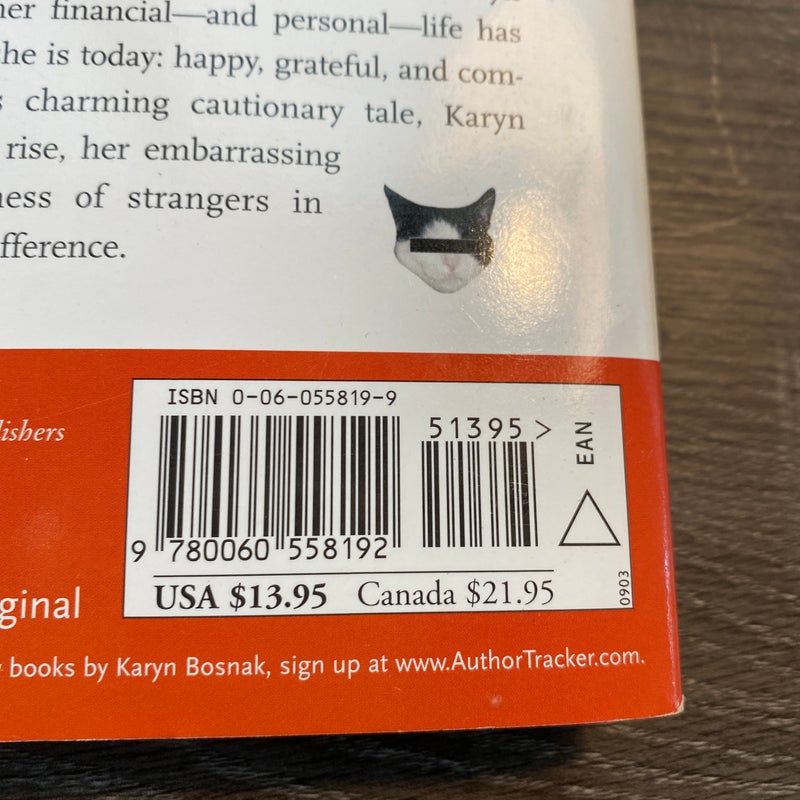 her financial—and personal—life has
he is today: happy, grateful, and com-
s charming cautionary tale, Karyn
rise, her embarrassing
ness of strangers in
ifference.
lishers
ISBN 0-06-055819-9
51395 >
EAN
9 780060 558192
USA $13.95 Canada $21.95
0903
ginal
books by Karyn Bosnak, sign up at www.AuthorTracker.com.